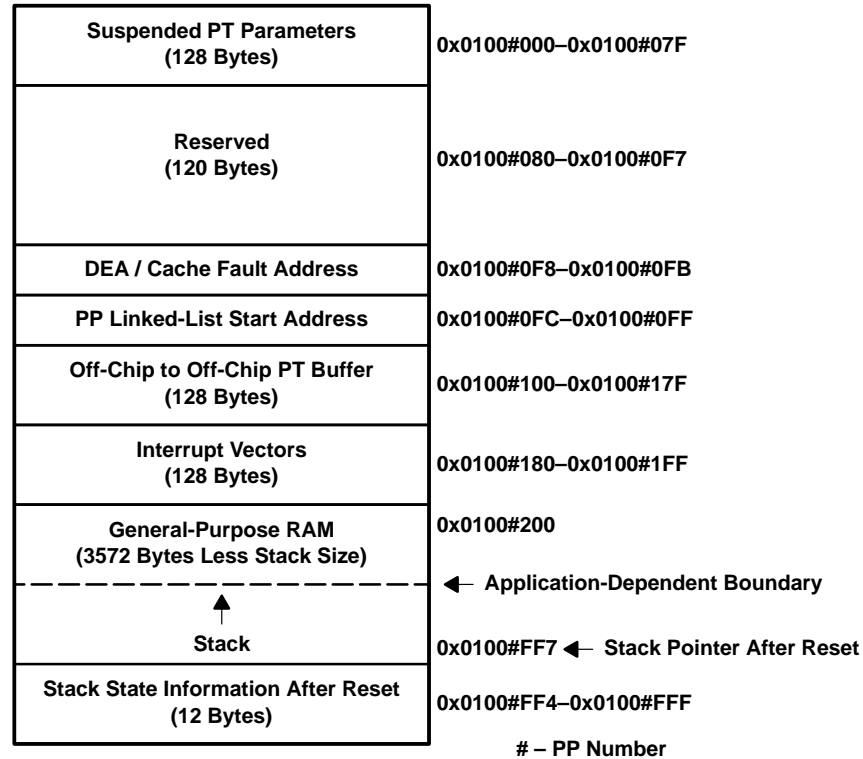 Suspended PT Parameters
(128 Bytes)
0x0100#000–0x0100#07F
Reserved
(120 Bytes)
0x0100#080–0x0100#0F7
DEA / Cache Fault Address
0x0100#0F8–0x0100#0FB
PP Linked-List Start Address
0x0100#0FC–0x0100#0FF
Off-Chip to Off-Chip PT Buffer
(128 Bytes)
0x0100#100–0x0100#17F
Interrupt Vectors
(128 Bytes)
0x0100#180–0x0100#1FF
General-Purpose RAM
(3572 Bytes Less Stack Size)
0x0100#200
Application-Dependent Boundary
Stack
0x0100#FF7
Stack Pointer After Reset
Stack State Information After Reset
(12 Bytes)
0x0100#FF4–0x0100#FFF
# – PP Number